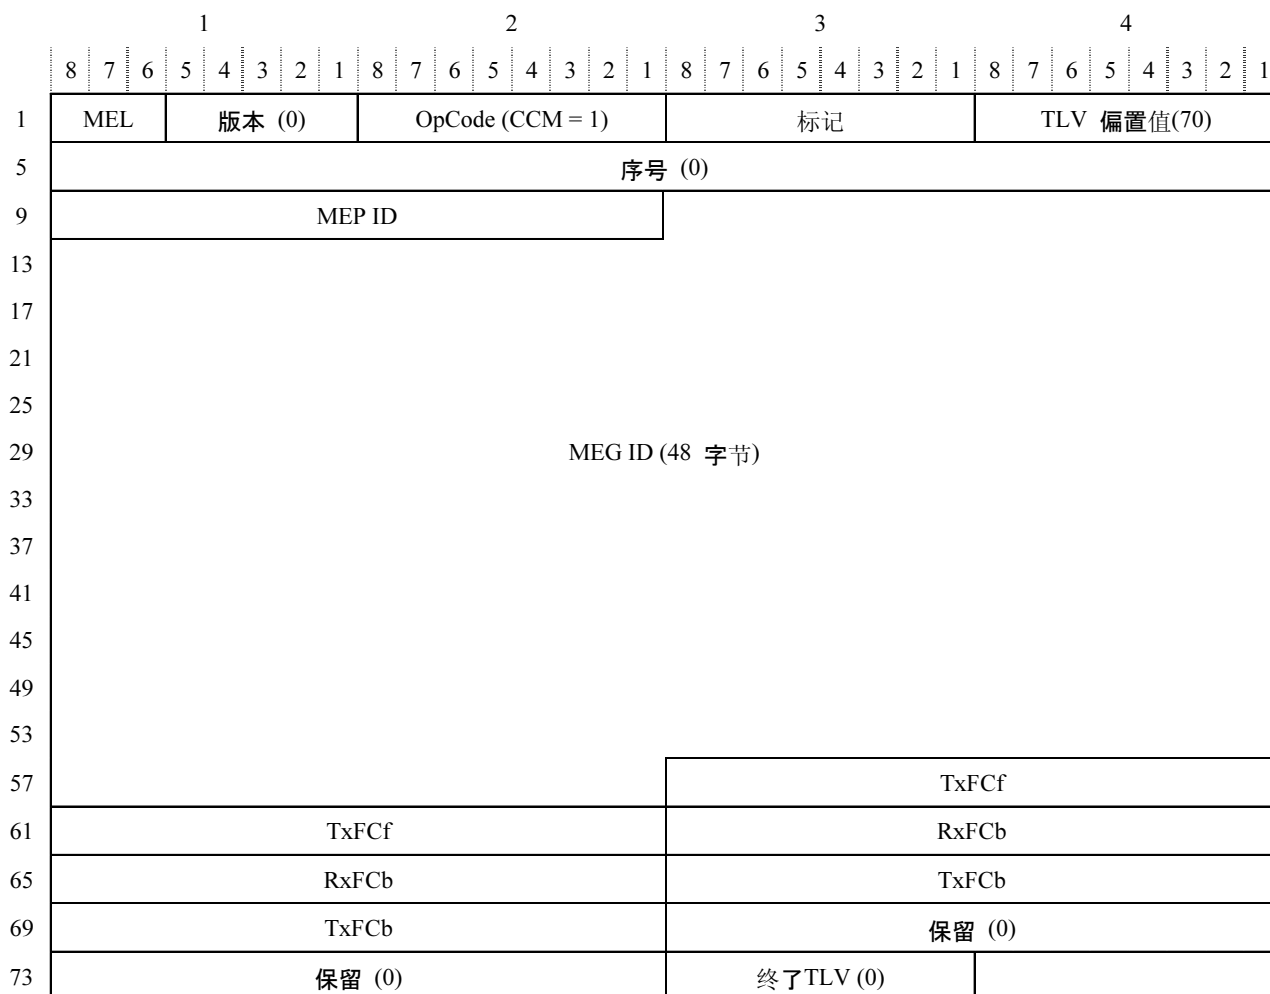 1 2 3 4
8 7 6 5 4 3 2 1 8 7 6 5 4 3 2 1 8 7 6 5 4 3 2 1 8 7 6 5 4 3 2 1
1 MEL 版本 (0) OpCode (CCM = 1) 标记 TLV 偏置值(70)
5 序号 (0)
9 MEP ID
13
17
21
25
29 MEG ID (48 字节)
33
37
41
45
49
53
57 TxFCf
61 TxFCf RxFCb
65 RxFCb TxFCb
69 TxFCb 保留 (0)
73 保留 (0) 终了TLV (0)